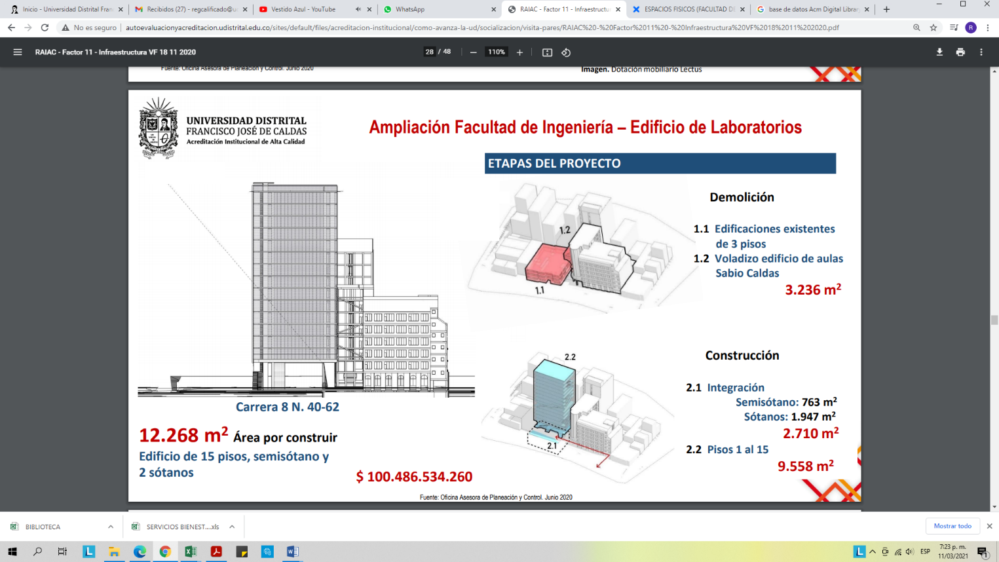 Inicio - Universidad Distrital Fran
Recibidos (27) - regcalificado@u
Vestido Azul - YouTube
WhatsApp
RAIAC - Factor 11 - Infraestructu
ESPACIOS FISICOS (FACULTAD DE
base de datos Acm Digital Librar
No es seguro
autoevaluacionyacreditacion.udistrital.edu.co/sites/default/files/acreditacion-institucional/como-avanza-la-ud/socializacion/visita-pares/RAIAC%20-%20Factor%2011%20-%20Infraestructura%20VF%2018%2011%202020.pdf
R
RAIAC - Factor 11 - Infraestructura VF 18 11 2020
28 / 48
110%
Fuente: Oficina Asesora de Planeación y Control. Junio 2020
Imagen. Dotación mobiliario Lectus
UNIVERSIDAD DISTRITAL
FRANCISCO JOSÉ DE CALDAS
Acreditación Institucional de Alta Calidad
Ampliación Facultad de Ingeniería – Edificio de Laboratorios
ETAPAS DEL PROYECTO
1.2
1.1
Demolición
1.1 Edificaciones existentes
de 3 pisos
1.2 Voladizo edificio de aulas
Sabio Caldas
3.236 m²
2.2
2.1
Construcción
2.1 Integración
Semisótano: 763 m²
Sótanos: 1.947 m²
2.710 m²
2.2 Pisos 1 al 15
9.558 m²
Carrera 8 N. 40-62
12.268 m² Área por construir
Edificio de 15 pisos, semisótano y
2 sótanos
$ 100.486.534.260
Fuente: Oficina Asesora de Planeación y Control. Junio 2020
BIBLIOTECA
SERVICIOS BIENEST....xls
Mostrar todo
L
L
ESP
7:23 p. m.
11/03/2021
1